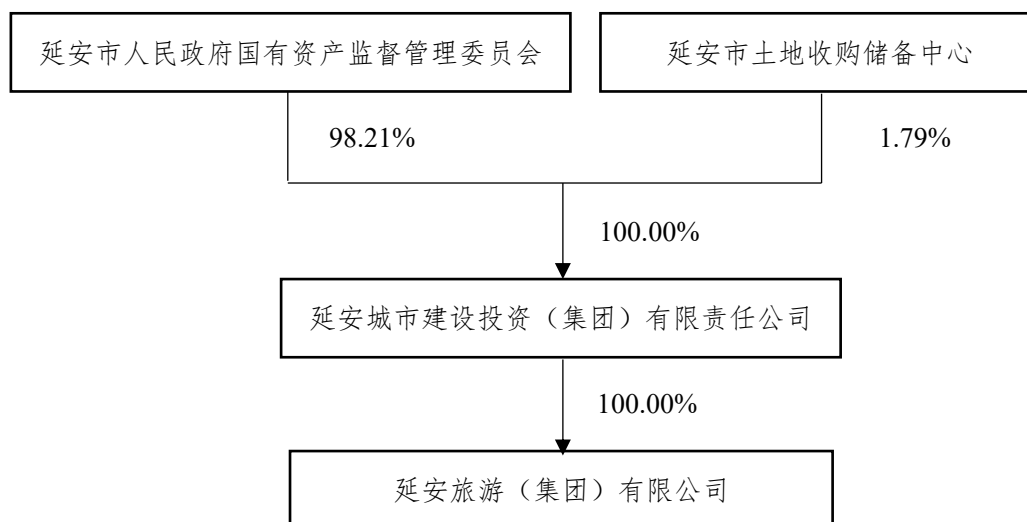 延安市人民政府国有资产监督管理委员会
延安市土地收购储备中心
98.21%
1.79%
100.00%
延安城市建设投资（集团）有限责任公司
100.00%
延安旅游（集团）有限公司